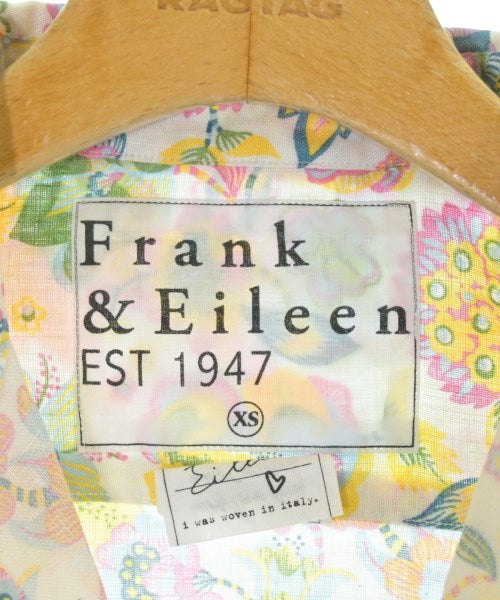 RAGTAG
Frank
& Eileen
EST 1947
XS
i was woven in italy.